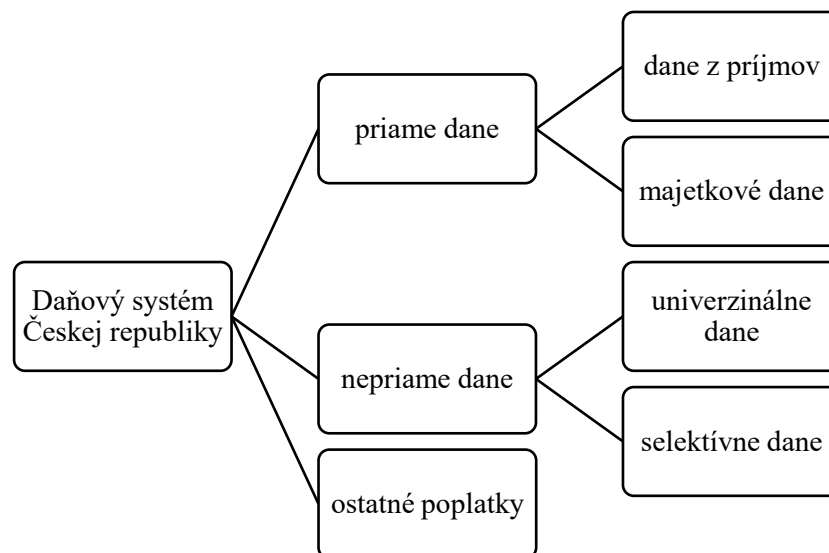 Daňový systém
Českej republiky
priame dane
dane z príjmov
majetkové dane
nepriame dane
univerzinálne
dane
selektívne dane
ostatné poplatky